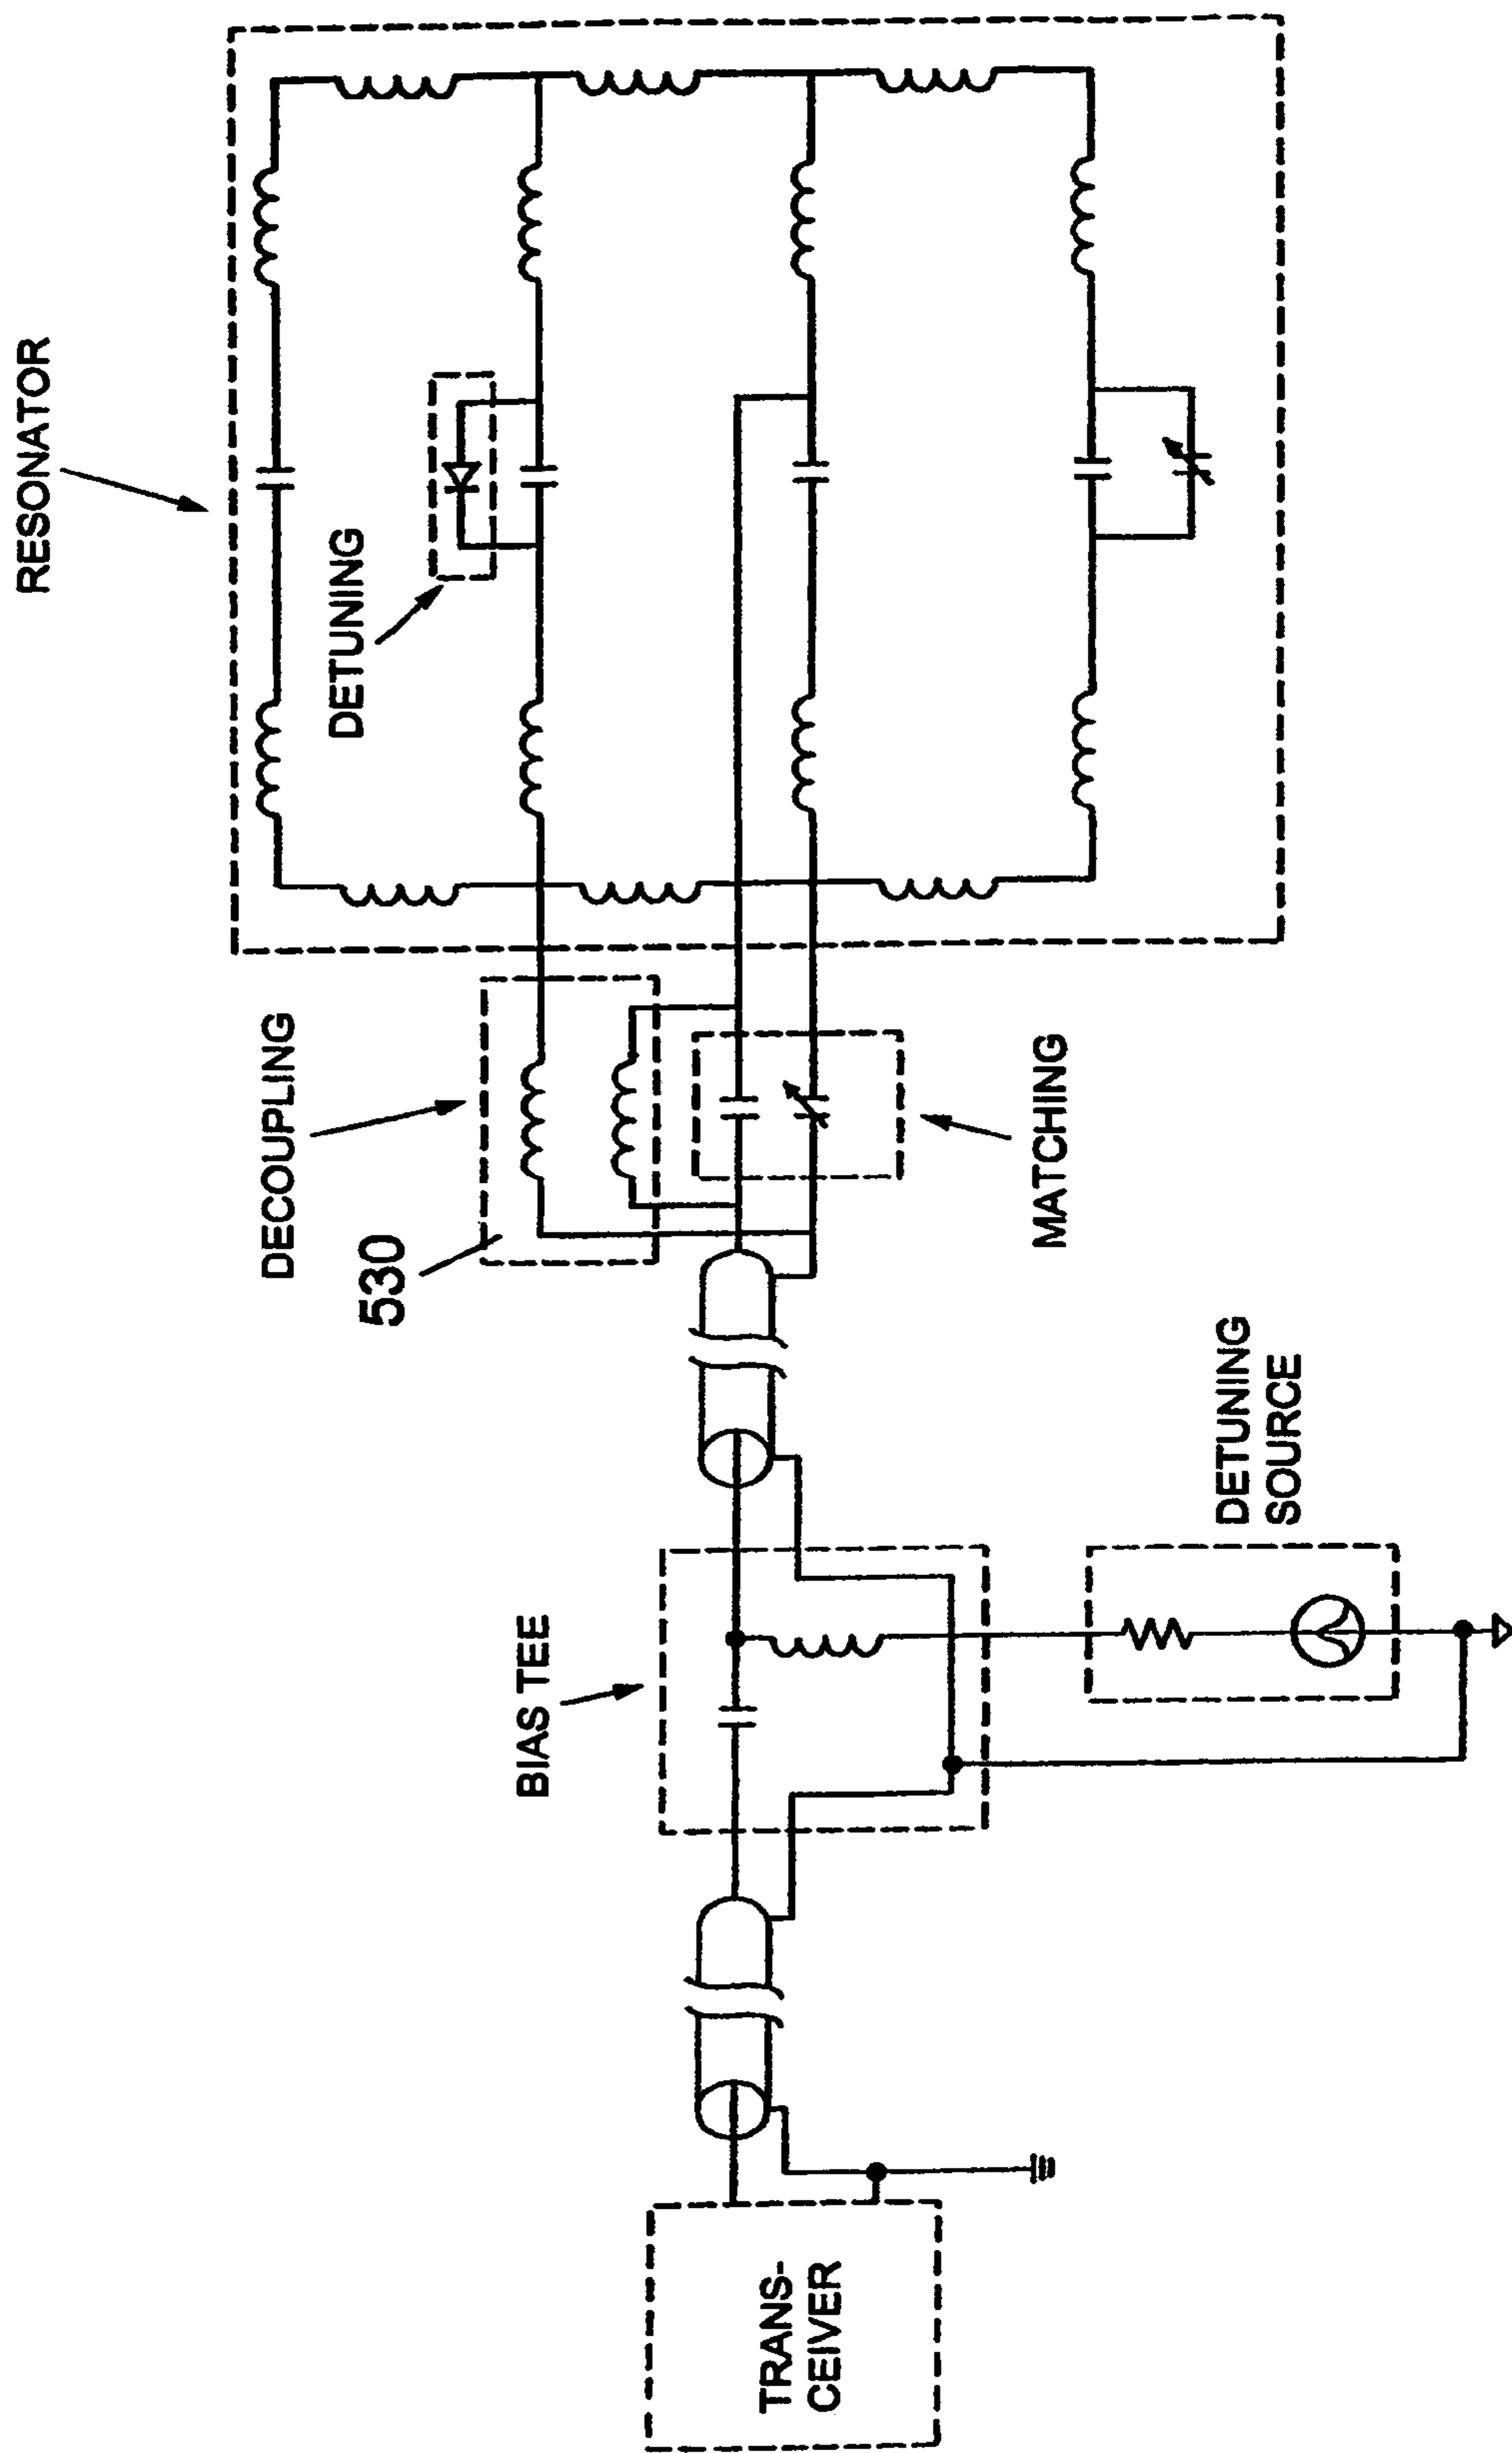 RESONATOR
DETUNING
DECOUPLING
530
MATCHING
BIAS TEE
DETUNING
SOURCE
TRANS-
CEIVER